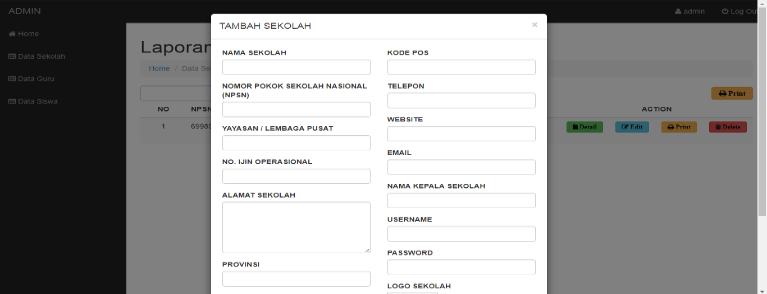 ADMIN
admin
Log Out
Home
Data Sekolah
Data Guru
Data Siswa
Laporan
Home / Data Se
Print
NO
NPSN
ACTION
1
Detail
Edit
Print
Delete
TAMBAH SEKOLAH
×
NAMA SEKOLAH
NOMOR POKOK SEKOLAH NASIONAL
(NPSN)
YAYASAN / LEMBAGA PUSAT
NO. IJIN OPERASIONAL
ALAMAT SEKOLAH
PROVINSI
KODE POS
TELEPON
WEBSITE
EMAIL
NAMA KEPALA SEKOLAH
USERNAME
PASSWORD
LOGO SEKOLAH